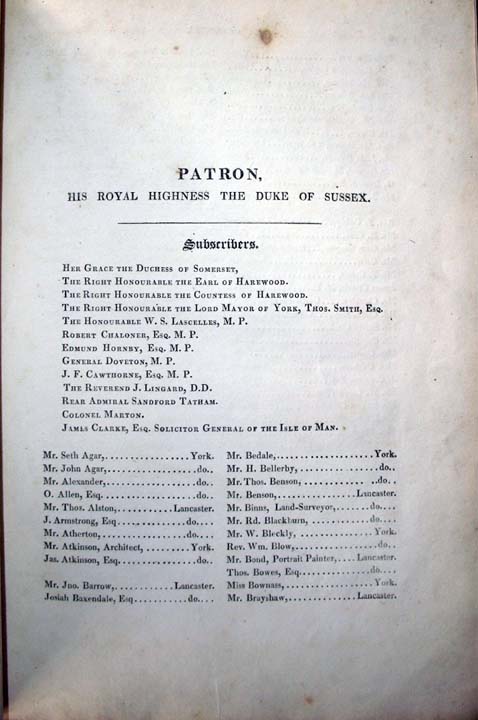 PATRON,
HIS ROYAL HIGHNESS THE DUKE OF SUSSEX.
Subscribers.
HER GRACE THE DUCHESS OF SOMERSET,
THE RIGHT HONOURABLE THE EARL OF HAREWOOD.
THE RIGHT HONOURABLE THE COUNTESS OF HAREWOOD.
THE RIGHT HONOURABLE THE LORD MAYOR OF YORK, THOS. SMITH, ESQ.
THE HONOURABLE W. S. LASCELLES, M. P.
ROBERT CHALONER, ESQ. M. P.
EDMUND HORNBY, ESQ. M. P.
GENERAL DOVETON, M. P.
J. F. CAWTHORNE, ESQ. M. P.
THE REVEREND J. LINGARD, D.D.
REAR ADMIRAL SANDFORD TATHAM.
COLONEL MARTON.
JAMES CLARKE, ESQ. SOLICITOR GENERAL OF THE ISLE OF MAN.
Mr. Seth Agar,..................York.
Mr. John Agar,....................do..
Mr. Alexander,....................do..
O. Allen, Esq.....................do..
Mr. Thos. Alston,............Lancaster.
J. Armstrong, Esq ............do....
Mr. Atherton,..................do....
Mr. Atkinson, Architect,........York.
Jas. Atkinson, Esq.............do....
Mr. Jno. Barrow,............Lancaster.
Josiah Baxendale, Esq...........do....
Mr. Bedale,....................York.
Mr. H. Bellerby,..................do..
Mr. Thos. Benson, ............ ..do..
Mr. Benson,................Lancaster.
Mr. Binns, Land-Surveyor,.......do....
Mr. Rd. Blackburn, ............do....
Mr. W. Bleckly, ................York.
Rev. Wm. Blow,..................do..
Mr. Bond, Portrait Painter,....Lancaster.
Thos. Bowes, Esq..............do....
Miss Bownass,..................York.
Mr. Brayshaw,..............Lancaster.